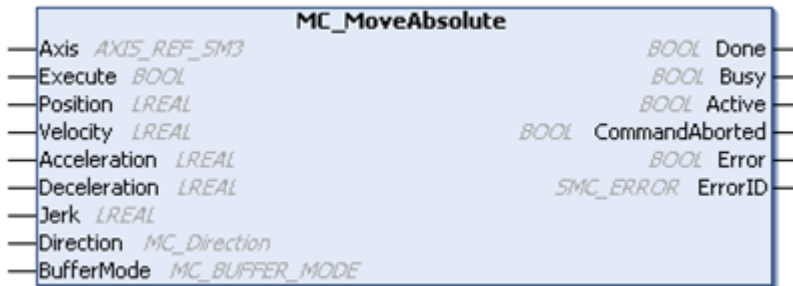 MC_MoveAbsolute
Axis AXIS_REF_SM3 BOOL Done
Execute BOOL BOOL Busy
Position LREAL BOOL Active
Velocity LREAL BOOL CommandAborted
Acceleration LREAL BOOL Error
Deceleration LREAL SMC_ERROR ErrorID
Jerk LREAL
Direction MC_Direction
BufferMode MC_BUFFER_MODE